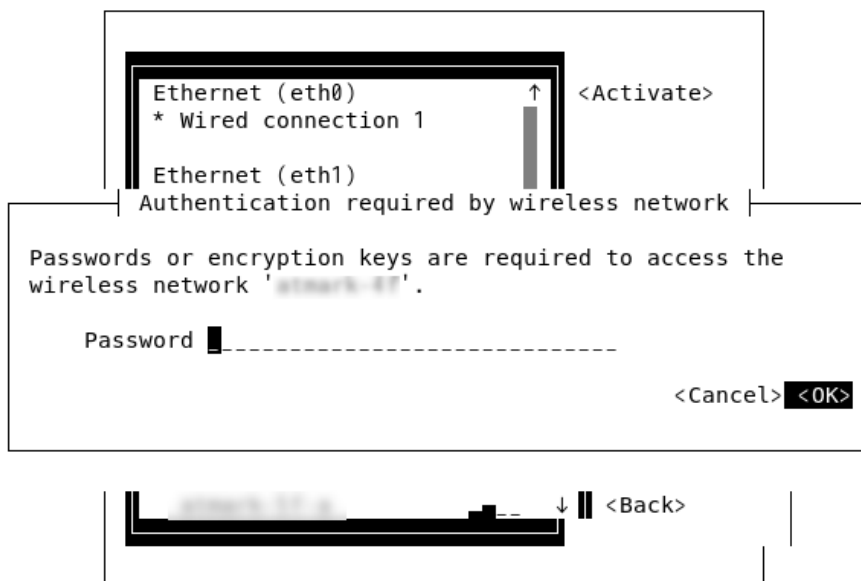 Ethernet (eth0) ↑ <Activate>
* Wired connection 1
Ethernet (eth1)
Authentication required by wireless network
Passwords or encryption keys are required to access the
wireless network ' '.
Password
<Cancel> <OK>
↓ <Back>